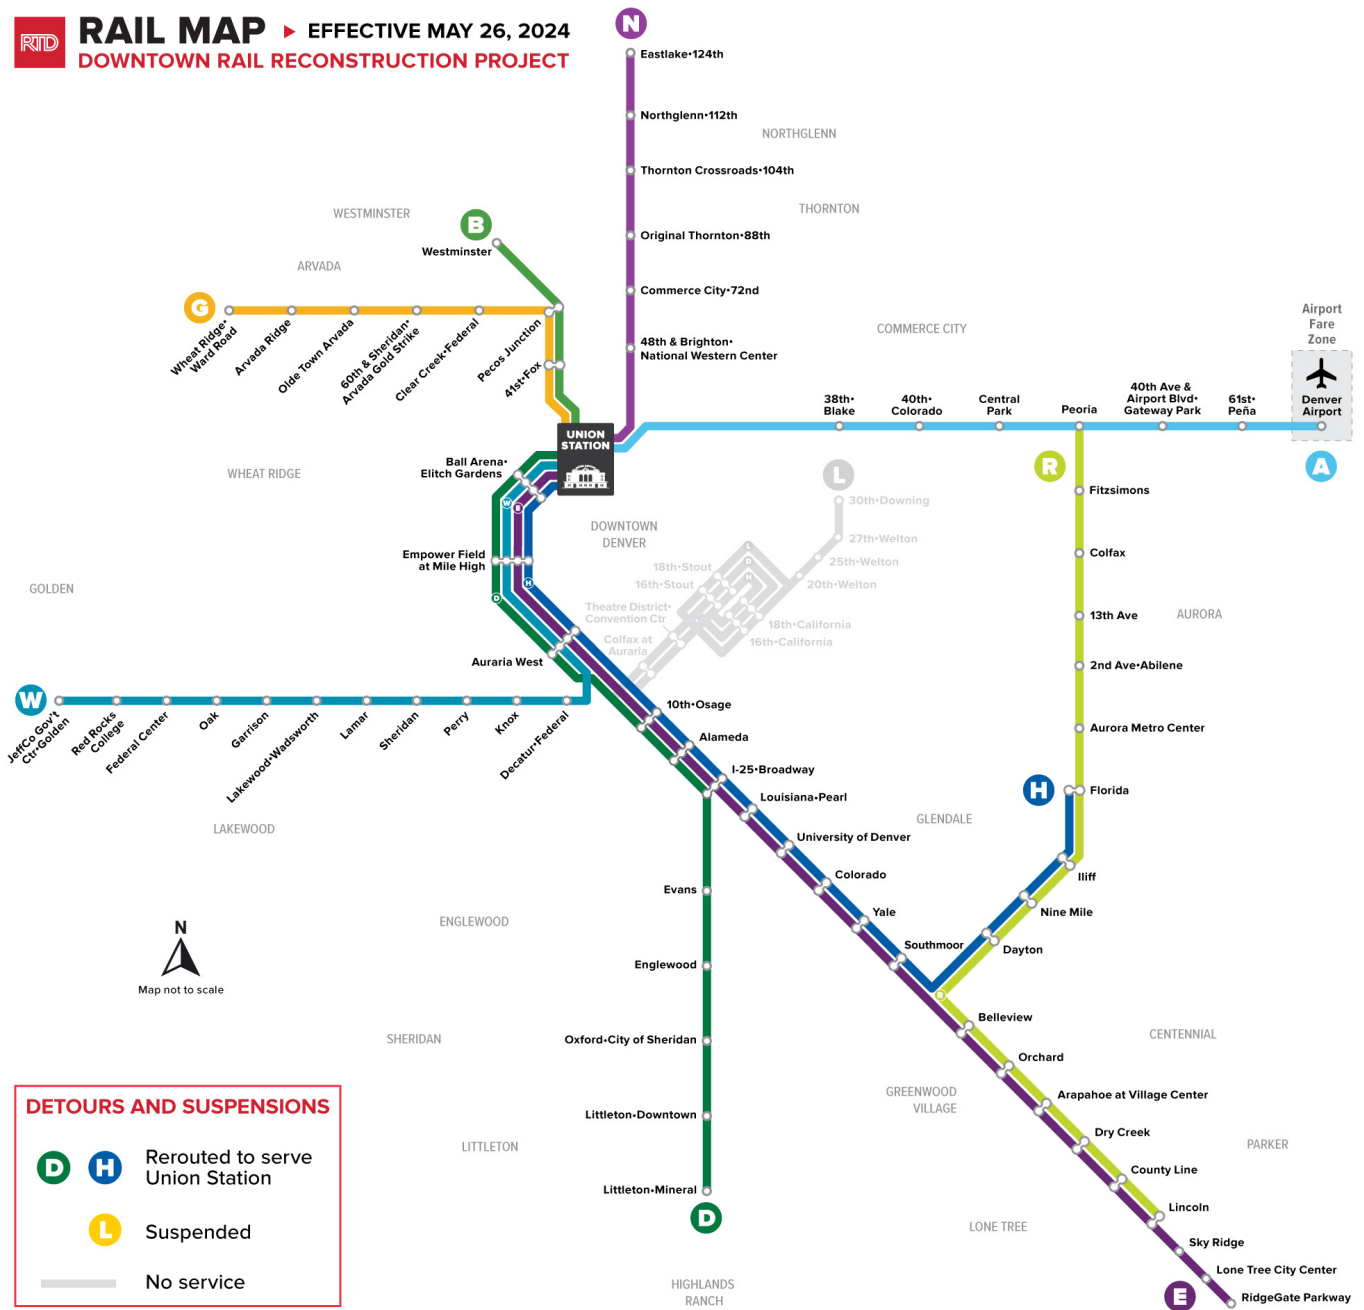 RTD
RAIL MAP
EFFECTIVE MAY 26, 2024
DOWNTOWN RAIL RECONSTRUCTION PROJECT
N
Eastlake•124th
Northglenn•112th
NORTHGLENN
Thornton Crossroads•104th
THORNTON
WESTMINSTER
B
Westminster
Original Thornton•88th
ARVADA
Commerce City•72nd
G
Wheat Ridge•
Ward Road
Arvada Ridge
Olde Town Arvada
60th & Sheridan•
Arvada Gold Strike
Clear Creek•Federal
Pecos Junction
41st•Fox
48th & Brighton•
National Western Center
COMMERCE CITY
Airport
Fare
Zone
38th•
Blake
40th•
Colorado
Central
Park
Peoria
40th Ave &
Airport Blvd•
Gateway Park
61st•
Peña
Denver
Airport
A
UNION
STATION
Ball Arena•
Elitch Gardens
WHEAT RIDGE
W
E
L
30th•Downing
R
Fitzsimons
DOWNTOWN
DENVER
27th•Welton
25th•Welton
20th•Welton
L
D
H
18th•Stout
16th•Stout
Theatre District•
Convention Ctr
Colfax at
Auraria
18th•California
16th•California
Colfax
Empower Field
at Mile High
H
D
GOLDEN
13th Ave
AURORA
2nd Ave•Abilene
Auraria West
W
JeffCo Gov't
Ctr•Golden
Red Rocks
College
Federal Center
Oak
Garrison
Lakewood•Wadsworth
Lamar
Sheridan
Perry
Knox
Decatur•Federal
10th•Osage
Alameda
I-25•Broadway
Louisiana•Pearl
University of Denver
Colorado
Yale
Southmoor
Aurora Metro Center
H
Florida
GLENDALE
LAKEWOOD
Iliff
Nine Mile
Dayton
R
Evans
ENGLEWOOD
Englewood
N
Map not to scale
SHERIDAN
Oxford•City of Sheridan
Belleview
Orchard
CENTENNIAL
GREENWOOD
VILLAGE
Arapahoe at Village Center
Littleton•Downtown
Dry Creek
PARKER
LITTLETON
County Line
Littleton•Mineral
D
Lincoln
LONE TREE
Sky Ridge
Lone Tree City Center
HIGHLANDS
RANCH
E
RidgeGate Parkway
DETOURS AND SUSPENSIONS
D
H
Rerouted to serve
Union Station
L
Suspended
No service